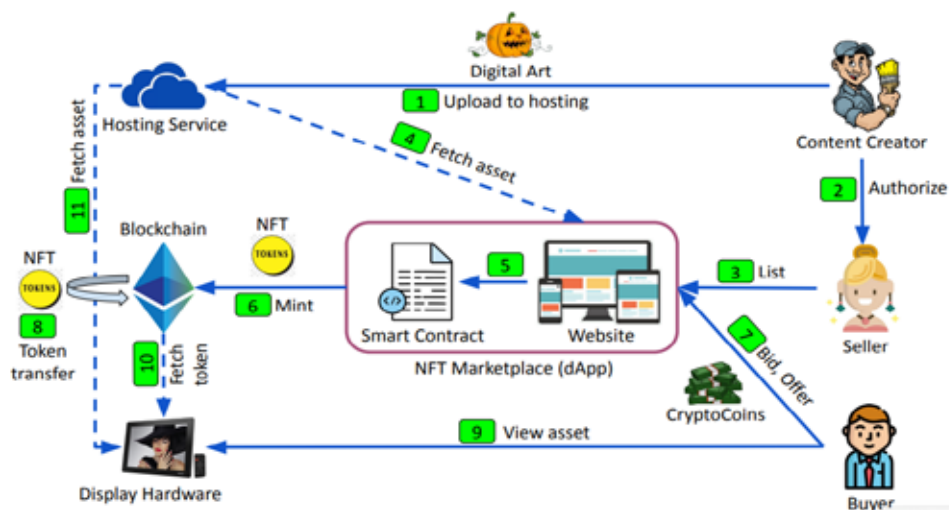 Digital Art
1 Upload to hosting
Hosting Service
Content Creator
4 Fetch asset
2 Authorize
11 Fetch asset
Blockchain
NFT
TOKENS
NFT
TOKENS
8
Token
transfer
6 Mint
5
Smart Contract
Website
NFT Marketplace (dApp)
3 List
Seller
7 Bid, Offer
CryptoCoins
10 Fetch
token
9 View asset
Display Hardware
Buyer